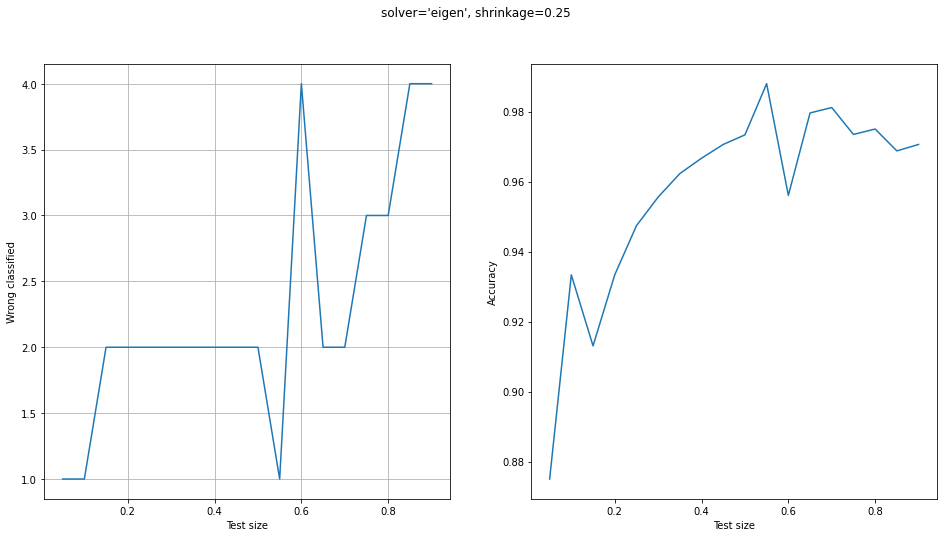 solver='eigen', shrinkage=0.25
Wrong classified
4.0
3.5
3.0
2.5
2.0
1.5
1.0
0.2 0.4 0.6 0.8
Test size
Accuracy
0.98
0.96
0.94
0.92
0.90
0.88
0.2 0.4 0.6 0.8
Test size